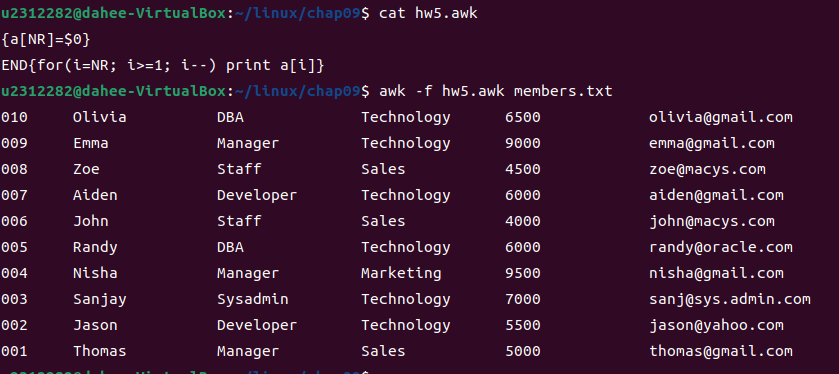 u2312282@dahee-VirtualBox:~/linux/chap09$ cat hw5.awk
{a[NR]=$0}
END{for(i=NR; i>=1; i--) print a[i]}
u2312282@dahee-VirtualBox:~/linux/chap09$ awk -f hw5.awk members.txt
010 Olivia DBA Technology 6500 olivia@gmail.com
009 Emma Manager Technology 9000 emma@gmail.com
008 Zoe Staff Sales 4500 zoe@macys.com
007 Aiden Developer Technology 6000 aiden@gmail.com
006 John Staff Sales 4000 john@macys.com
005 Randy DBA Technology 6000 randy@oracle.com
004 Nisha Manager Marketing 9500 nisha@gmail.com
003 Sanjay Sysadmin Technology 7000 sanj@sys.admin.com
002 Jason Developer Technology 5500 jason@yahoo.com
001 Thomas Manager Sales 5000 thomas@gmail.com